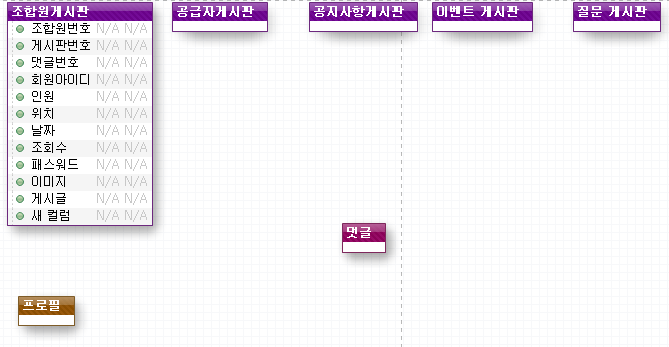 조합원게시판
조합원번호 N/A N/A
게시판번호 N/A N/A
댓글번호 N/A N/A
회원아이디 N/A N/A
인원 N/A N/A
위치 N/A N/A
날짜 N/A N/A
조회수 N/A N/A
패스워드 N/A N/A
이미지 N/A N/A
게시글 N/A N/A
새 컬럼 N/A N/A
공급자게시판
공지사항게시판
이벤트 게시판
질문 게시판
댓글
프로필